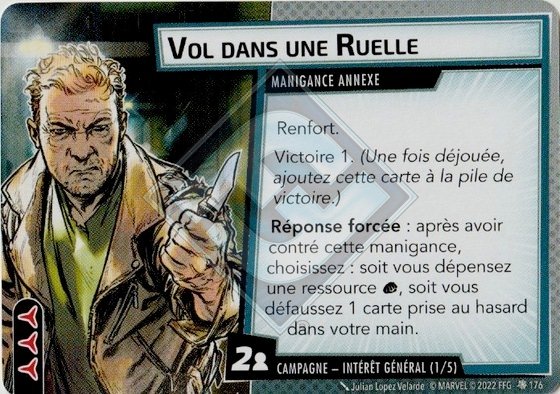 Vol dans une Ruelle
Manigance Annexe
Renfort.
Victoire 1. (Une fois déjouée,
ajoutez cette carte à la pile de
victoire.)
Réponse forcée : après avoir
contré cette manigance,
choisissez : soit vous dépensez
une ressource , soit vous
défaussez 1 carte prise au hasard
dans votre main.
2
Campagne – Intérêt Général (1/5)
Julian Lopez Velarde © MARVEL © 2022 FFG 176